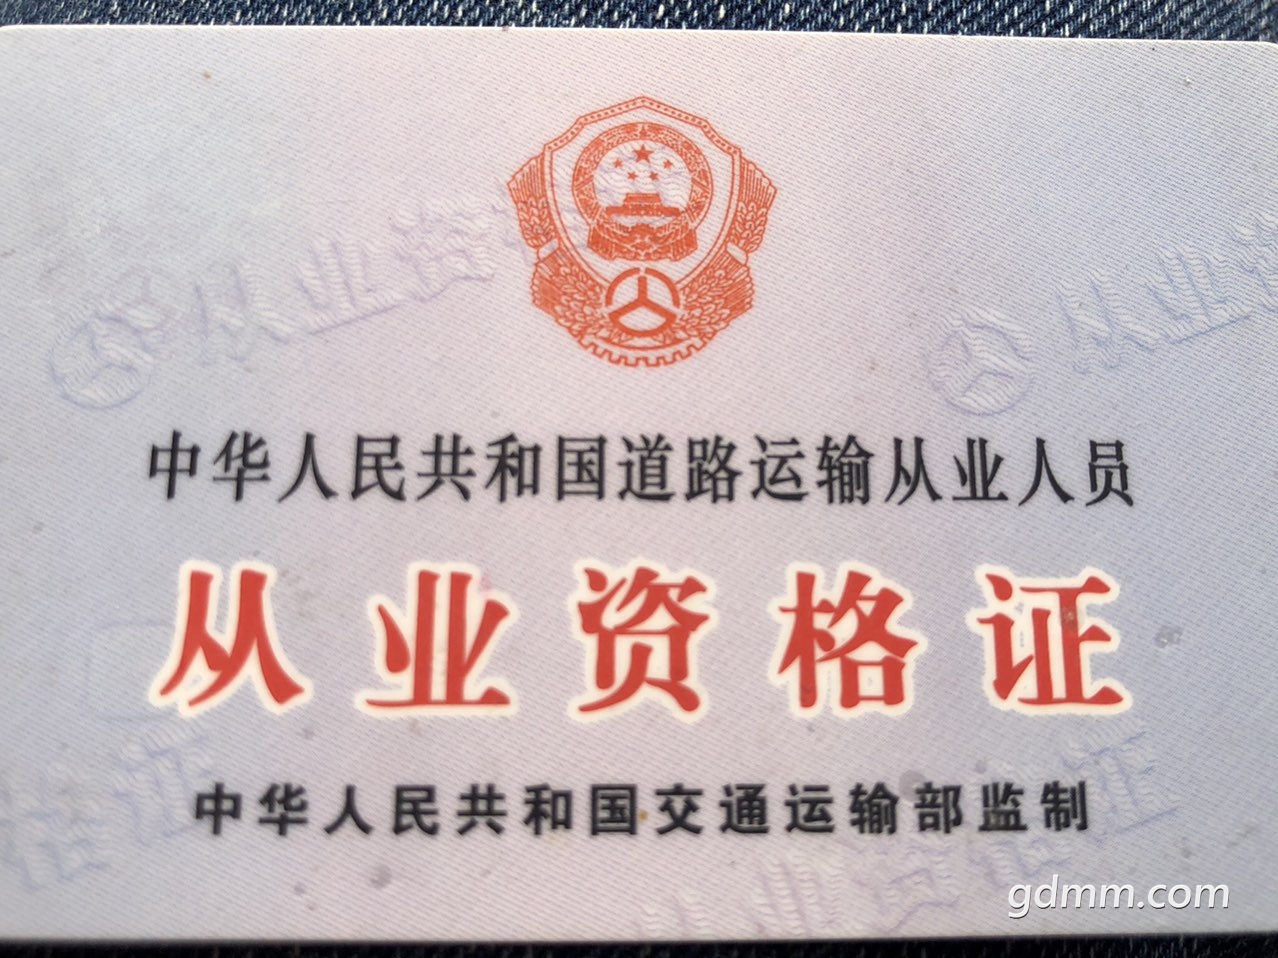 中华人民共和国道路运输从业人员
从业资格证
中华人民共和国交通运输部监制
gdmm.com